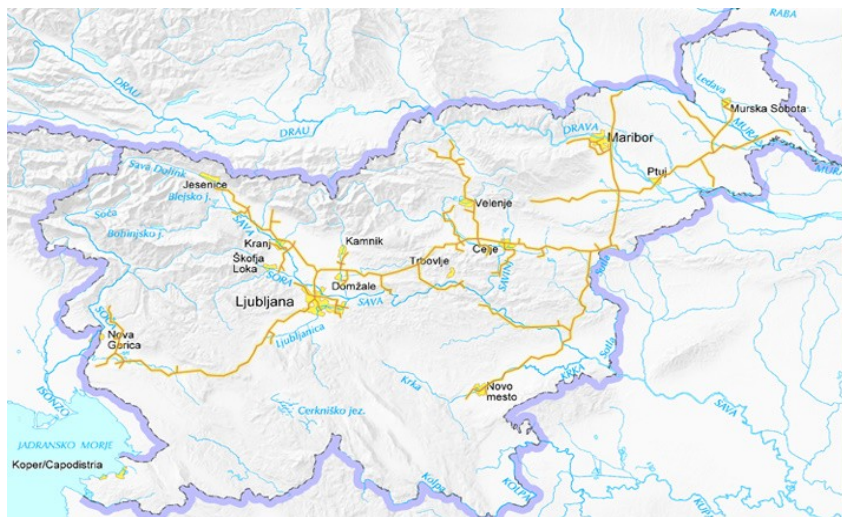 RABA
DRAU
Ledava
Murska Sobota
DRAU
DRAVA
Maribor
MURA
Sava Dolinka
Ptuj
MURA
Jesenice
Blejsko j.
Velenje
Soča
SAVA
Bohinjsko j.
Kranj
Kamnik
Škofja
Loka
Trbovlje
Celje
SORA
Domžale
Sotla
Ljubljana
SAVA
SOČA
Ljubljanica
Nova
Gorica
Sotla
KRKA
Krka
Novo
mesto
ISONZO
SAVA
Cerkniško jez.
JADRANSKO MORJE
Koper/Capodistria
Kolpa
KOLPA